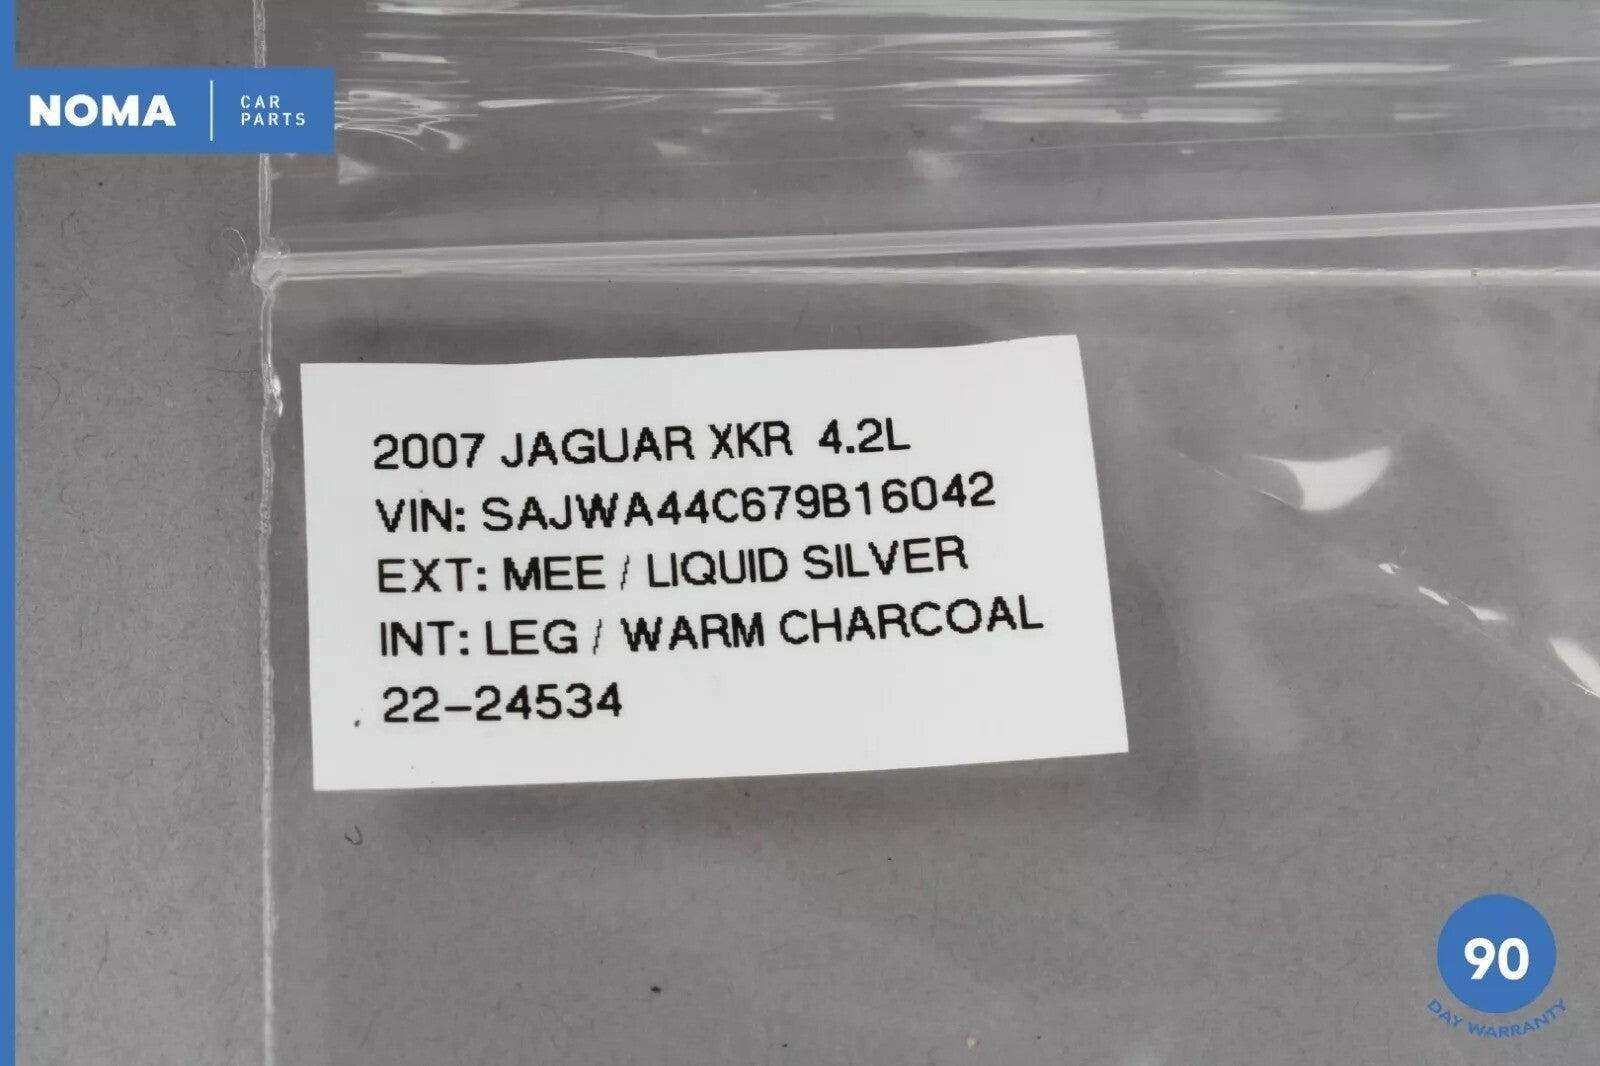 NOMA
CAR
PARTS
2007 JAGUAR XKR 4.2L
VIN: SAJWA44C679B16042
EXT: MEE / LIQUID SILVER
INT: LEG / WARM CHARCOAL
22-24534
90
DAY WARRANTY